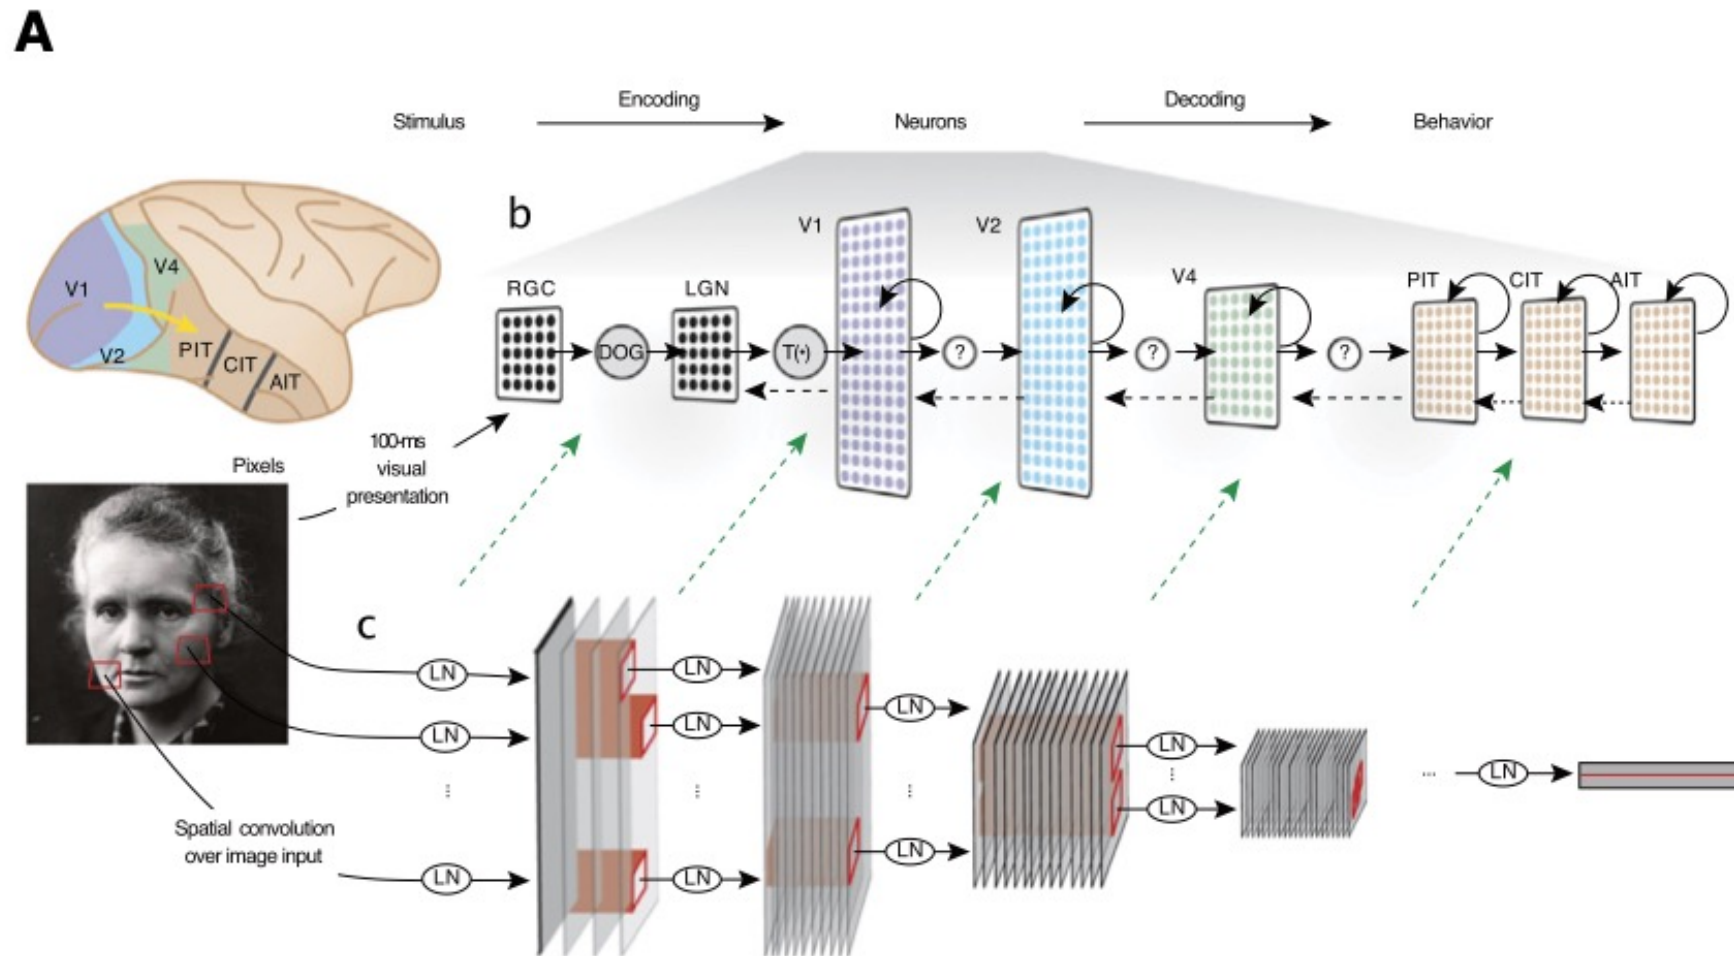 A
Encoding
Decoding
Stimulus
Neurons
Behavior
b
V1
V2
V4
PIT
CIT
AIT
RGC
LGN
DOG
T(•)
?
?
?
V1
V4
V2
PIT
CIT
AIT
100-ms
visual
presentation
Pixels
c
LN
LN
LN
LN
LN
LN
LN
LN
LN
LN
LN
...
...
...
...
...
LN
Spatial convolution
over image input